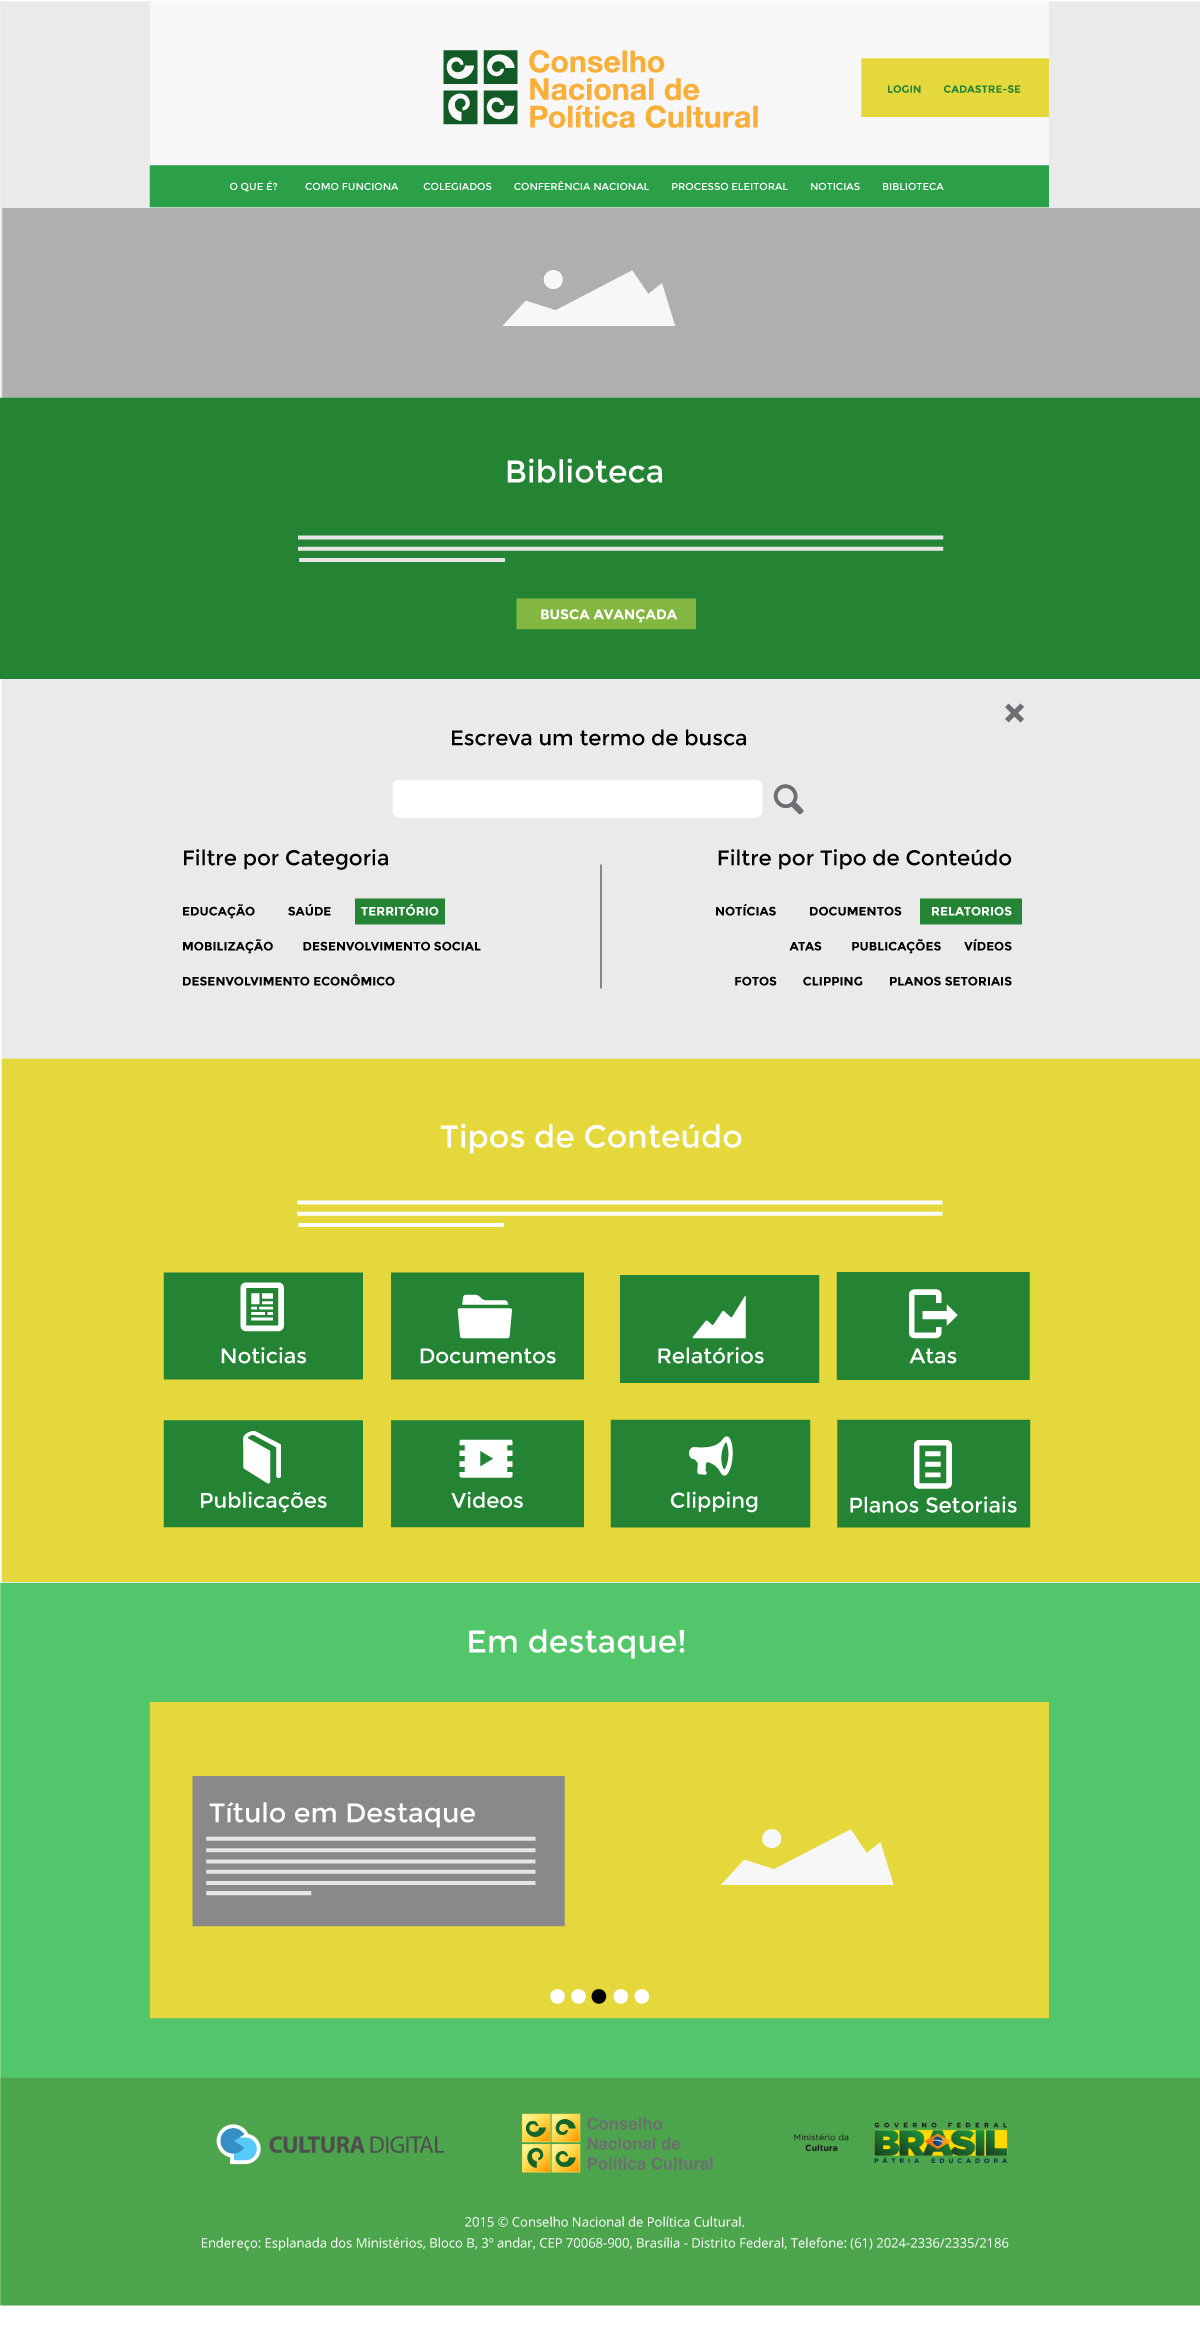 Conselho
Nacional de
Política Cultural
LOGIN CADASTRE-SE
O QUE É? COMO FUNCIONA COLEGIADOS CONFERÊNCIA NACIONAL PROCESSO ELEITORAL NOTICIAS BIBLIOTECA
Biblioteca
BUSCA AVANÇADA
Escreva um termo de busca
Filtre por Categoria
EDUCAÇÃO SAÚDE TERRITÓRIO
MOBILIZAÇÃO DESENVOLVIMENTO SOCIAL
DESENVOLVIMENTO ECONÔMICO
Filtre por Tipo de Conteúdo
NOTÍCIAS DOCUMENTOS RELATORIOS
ATAS PUBLICAÇÕES VÍDEOS
FOTOS CLIPPING PLANOS SETORIAIS
Tipos de Conteúdo
Noticias
Documentos
Relatórios
Atas
Publicações
Videos
Clipping
Planos Setoriais
Em destaque!
Título em Destaque
CULTURA DIGITAL
Conselho
Nacional de
Política Cultural
Ministério da
Cultura
GOVERNO FEDERAL
BRASIL
PÁTRIA EDUCADORA
2015 © Conselho Nacional de Política Cultural.
Endereço: Esplanada dos Ministérios, Bloco B, 3º andar, CEP 70068-900, Brasília - Distrito Federal, Telefone: (61) 2024-2336/2335/2186